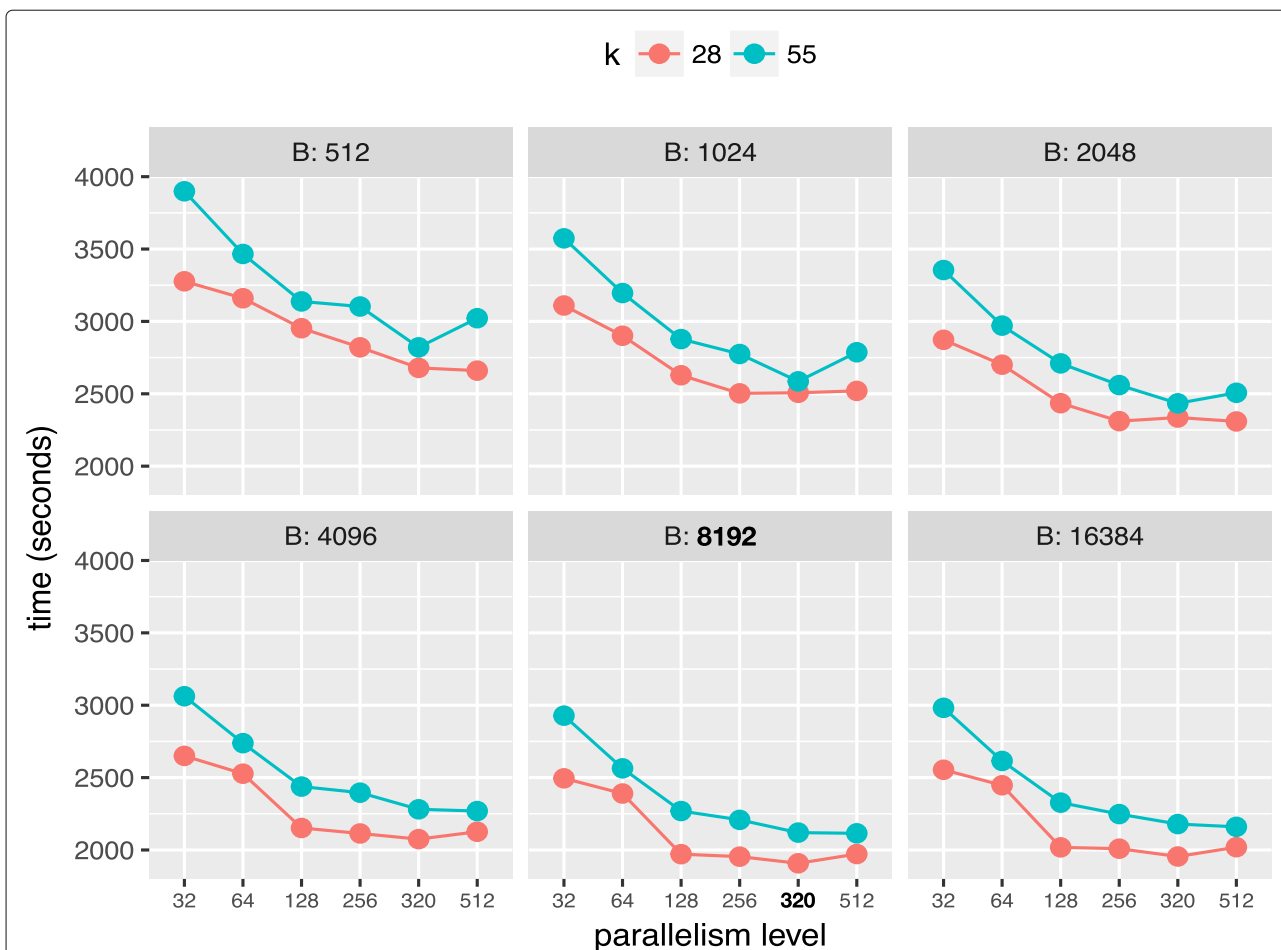 k 28 55
B: 512 B: 1024 B: 2048
4000
3500
3000
2500
2000
B: 4096 B: 8192 B: 16384
4000
3500
3000
2500
2000
time (seconds)
32 64 128 256 320 512 32 64 128 256 320 512 32 64 128 256 320 512
parallelism level